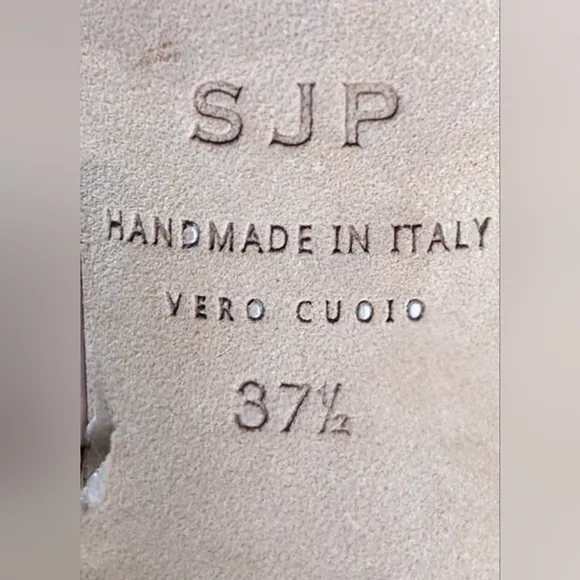 SJP
HANDMADE IN ITALY
VERO CUOIO
37½